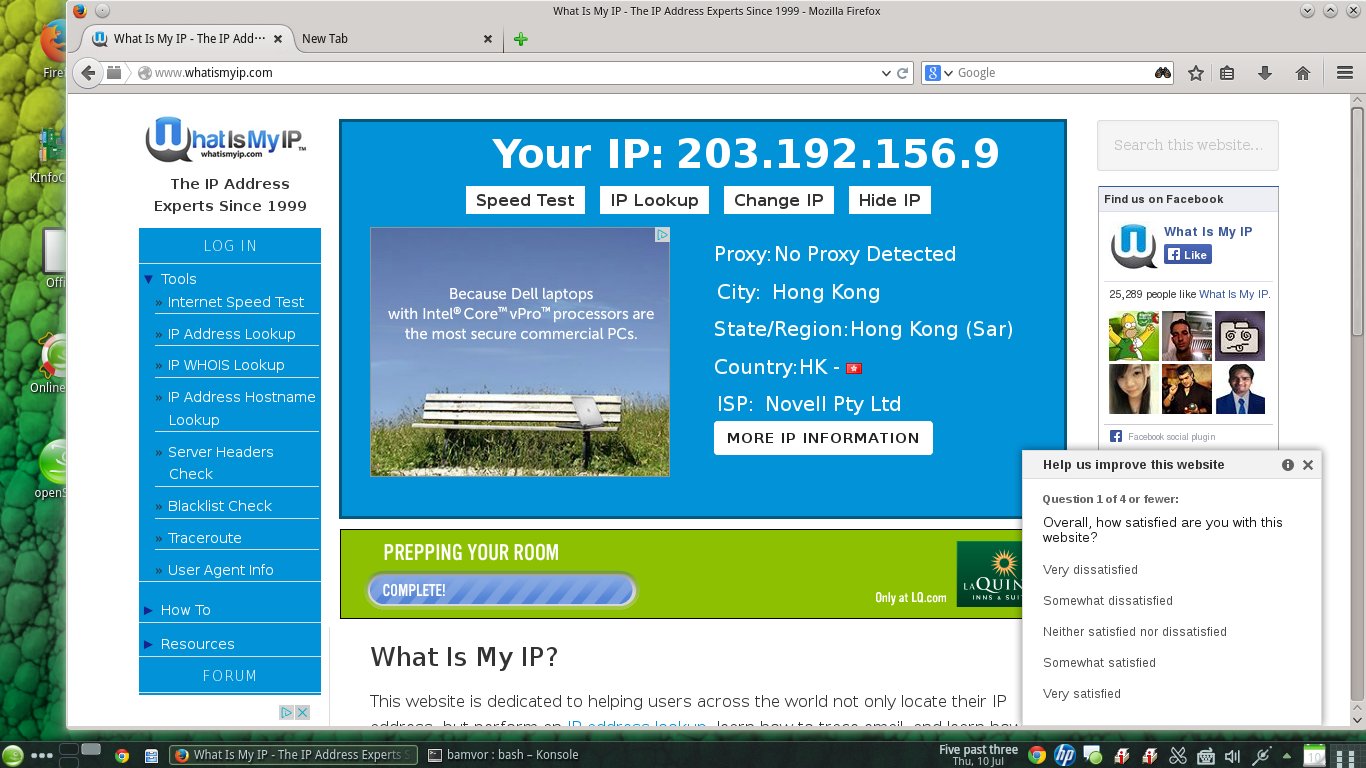 What Is My IP - The IP Address Experts Since 1999 - Mozilla Firefox
What Is My IP - The IP Add···
New Tab
www.whatismyip.com
Google
WhatIsMyIP™
whatismyip.com
The IP Address
Experts Since 1999
LOG IN
Tools
» Internet Speed Test
» IP Address Lookup
» IP WHOIS Lookup
» IP Address Hostname
Lookup
» Server Headers
Check
» Blacklist Check
» Traceroute
» User Agent Info
How To
Resources
FORUM
Your IP: 203.192.156.9
Speed Test
IP Lookup
Change IP
Hide IP
Because Dell laptops
with Intel® Core™ vPro™ processors are
the most secure commercial PCs.
Proxy: No Proxy Detected
City: Hong Kong
State/Region: Hong Kong (Sar)
Country: HK -
ISP: Novell Pty Ltd
MORE IP INFORMATION
PREPPING YOUR ROOM
COMPLETE!
Only at LQ.com
LA QUIN
INNS & SUI
What Is My IP?
This website is dedicated to helping users across the world not only locate their IP
address, but perform an IP address lookup, learn how to trace email, and learn how
Search this website...
Find us on Facebook
What Is My IP
Like
25,289 people like What Is My IP.
Facebook social plugin
Help us improve this website
Question 1 of 4 or fewer:
Overall, how satisfied are you with this
website?
Very dissatisfied
Somewhat dissatisfied
Neither satisfied nor dissatisfied
Somewhat satisfied
Very satisfied
Firef
KInfoC
Offi
Online
openS
What Is My IP - The IP Address Experts S
bamvor : bash – Konsole
Five past three
Thu, 10 Jul
hp
10